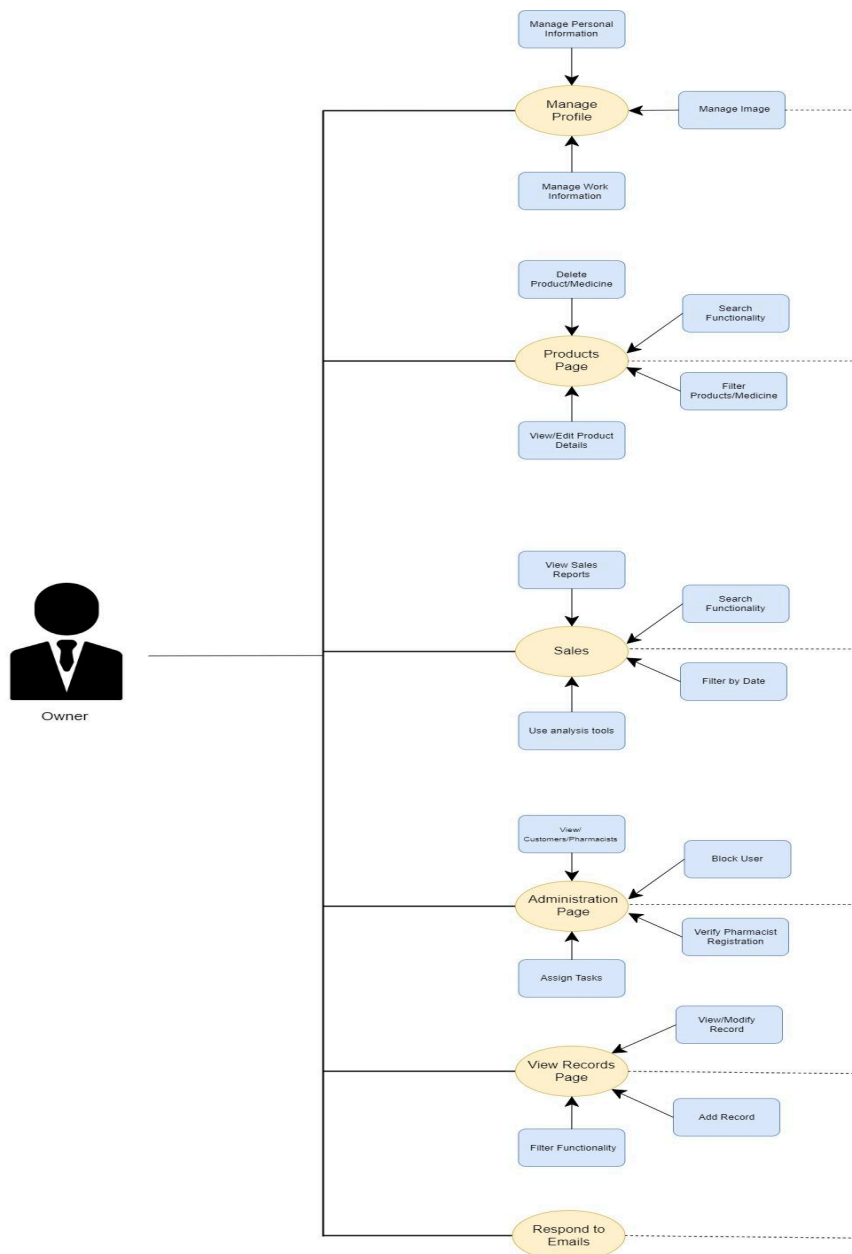 Manage Personal
Information
Manage
Profile
Manage Image
Manage Work
Information
Delete
Product/Medicine
Search
Functionality
Products
Page
Filter
Products/Medicine
View/Edit Product
Details
View Sales
Reports
Search
Functionality
Sales
Filter by Date
Use analysis tools
Owner
View/
Customers/Pharmacists
Block User
Administration
Page
Verify Pharmacist
Registration
Assign Tasks
View/Modify
Record
View Records
Page
Add Record
Filter Functionality
Respond to
Emails